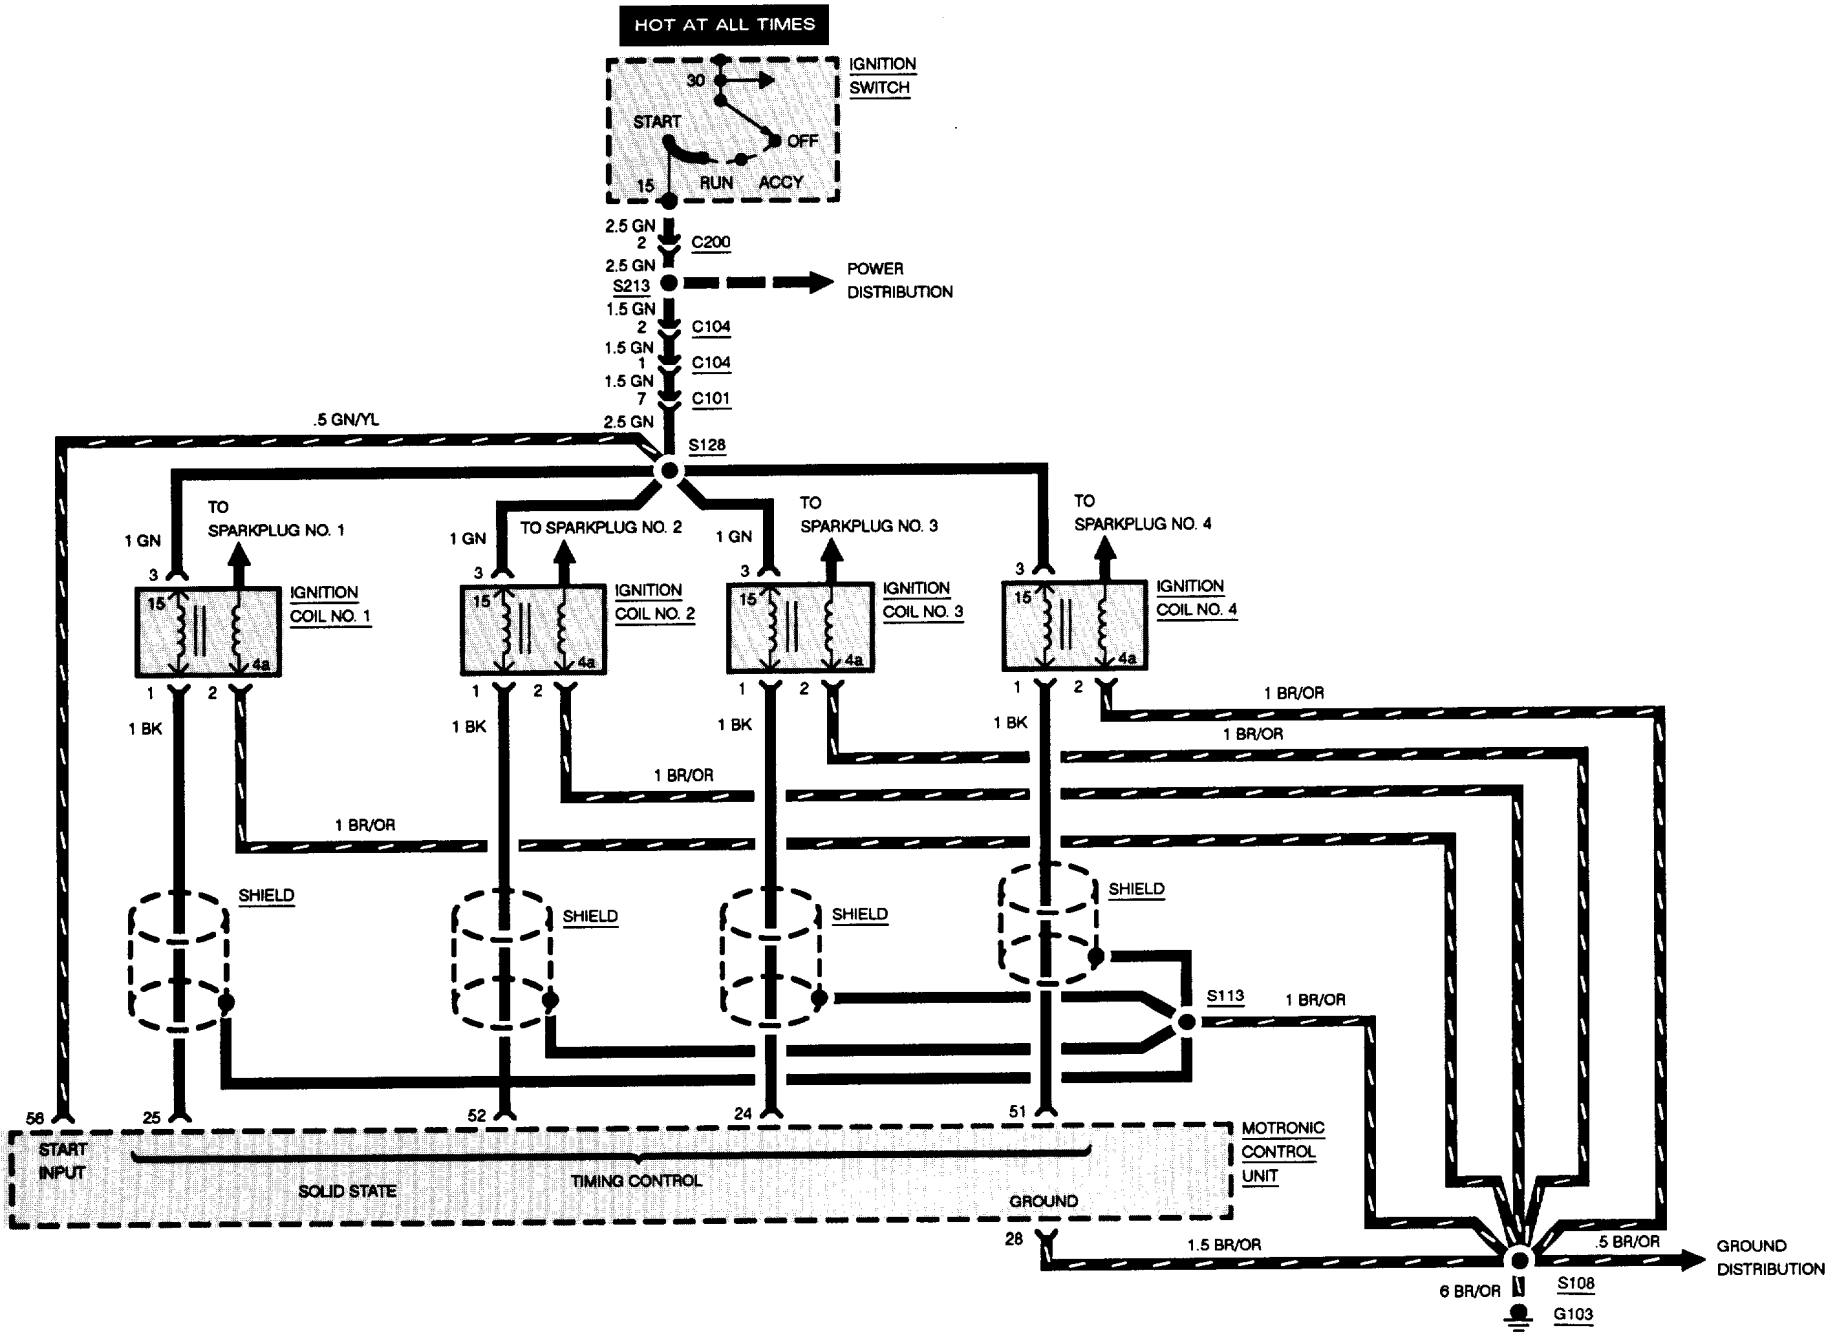 HOT AT ALL TIMES
IGNITION
SWITCH
30
START
OFF
15
RUN
ACCY
2.5 GN
2
C200
2.5 GN
S213
POWER
DISTRIBUTION
1.5 GN
2
C104
1.5 GN
1
C104
1.5 GN
7
C101
2.5 GN
.5 GN/YL
S128
TO
SPARKPLUG NO. 1
TO SPARKPLUG NO. 2
TO
SPARKPLUG NO. 3
TO
SPARKPLUG NO. 4
1 GN
1 GN
1 GN
3
3
3
3
15
15
15
15
IGNITION
COIL NO. 1
IGNITION
COIL NO. 2
IGNITION
COIL NO. 3
IGNITION
COIL NO. 4
4a
4a
4a
4a
1
2
1
2
1
2
1
2
1 BK
1 BK
1 BK
1 BK
1 BR/OR
1 BR/OR
1 BR/OR
1 BR/OR
SHIELD
SHIELD
SHIELD
SHIELD
S113
1 BR/OR
56
25
52
24
51
START
INPUT
SOLID STATE
TIMING CONTROL
GROUND
MOTRONIC
CONTROL
UNIT
28
1.5 BR/OR
.5 BR/OR
GROUND
DISTRIBUTION
6 BR/OR
S108
G103